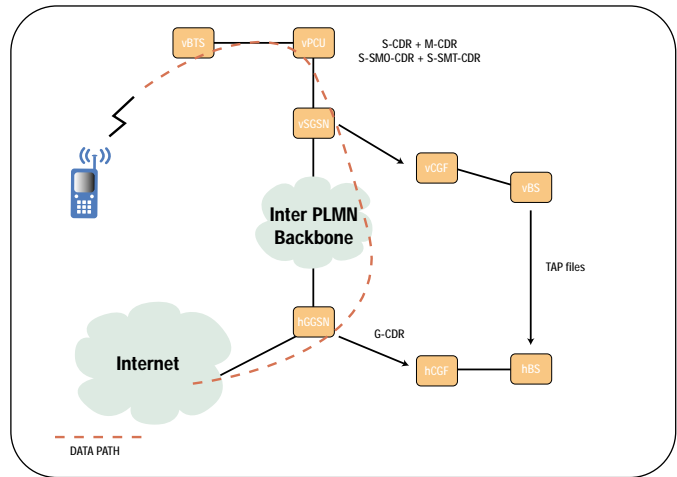 vBTS
vPCU
S-CDR + M-CDR
S-SMO-CDR + S-SMT-CDR
vSGSN
vCGF
vBS
Inter PLMN
Backbone
TAP files
hGGSN
G-CDR
Internet
hCGF
hBS
DATA PATH